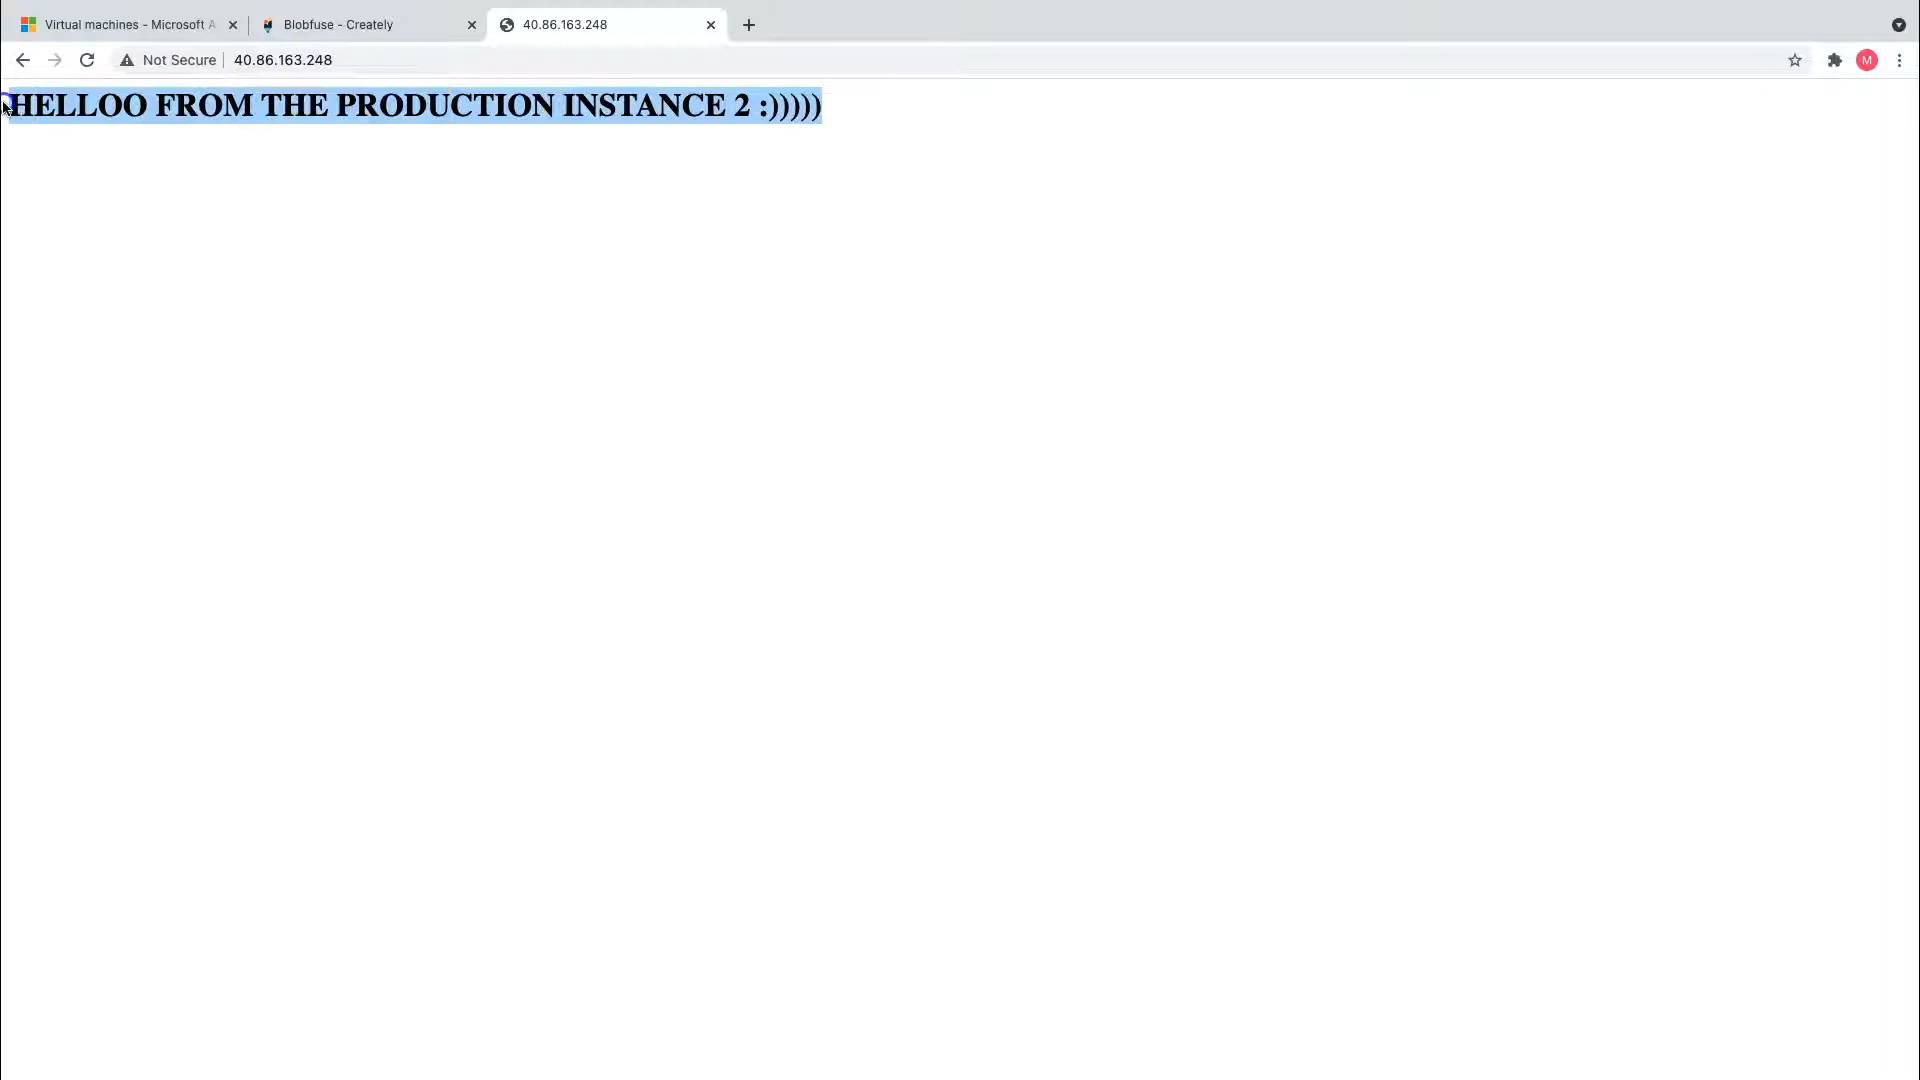 Virtual machines - Microsoft A
Blobfuse - Creately
40.86.163.248
Not Secure
40.86.163.248
M
HELLOO FROM THE PRODUCTION INSTANCE 2 :)))))